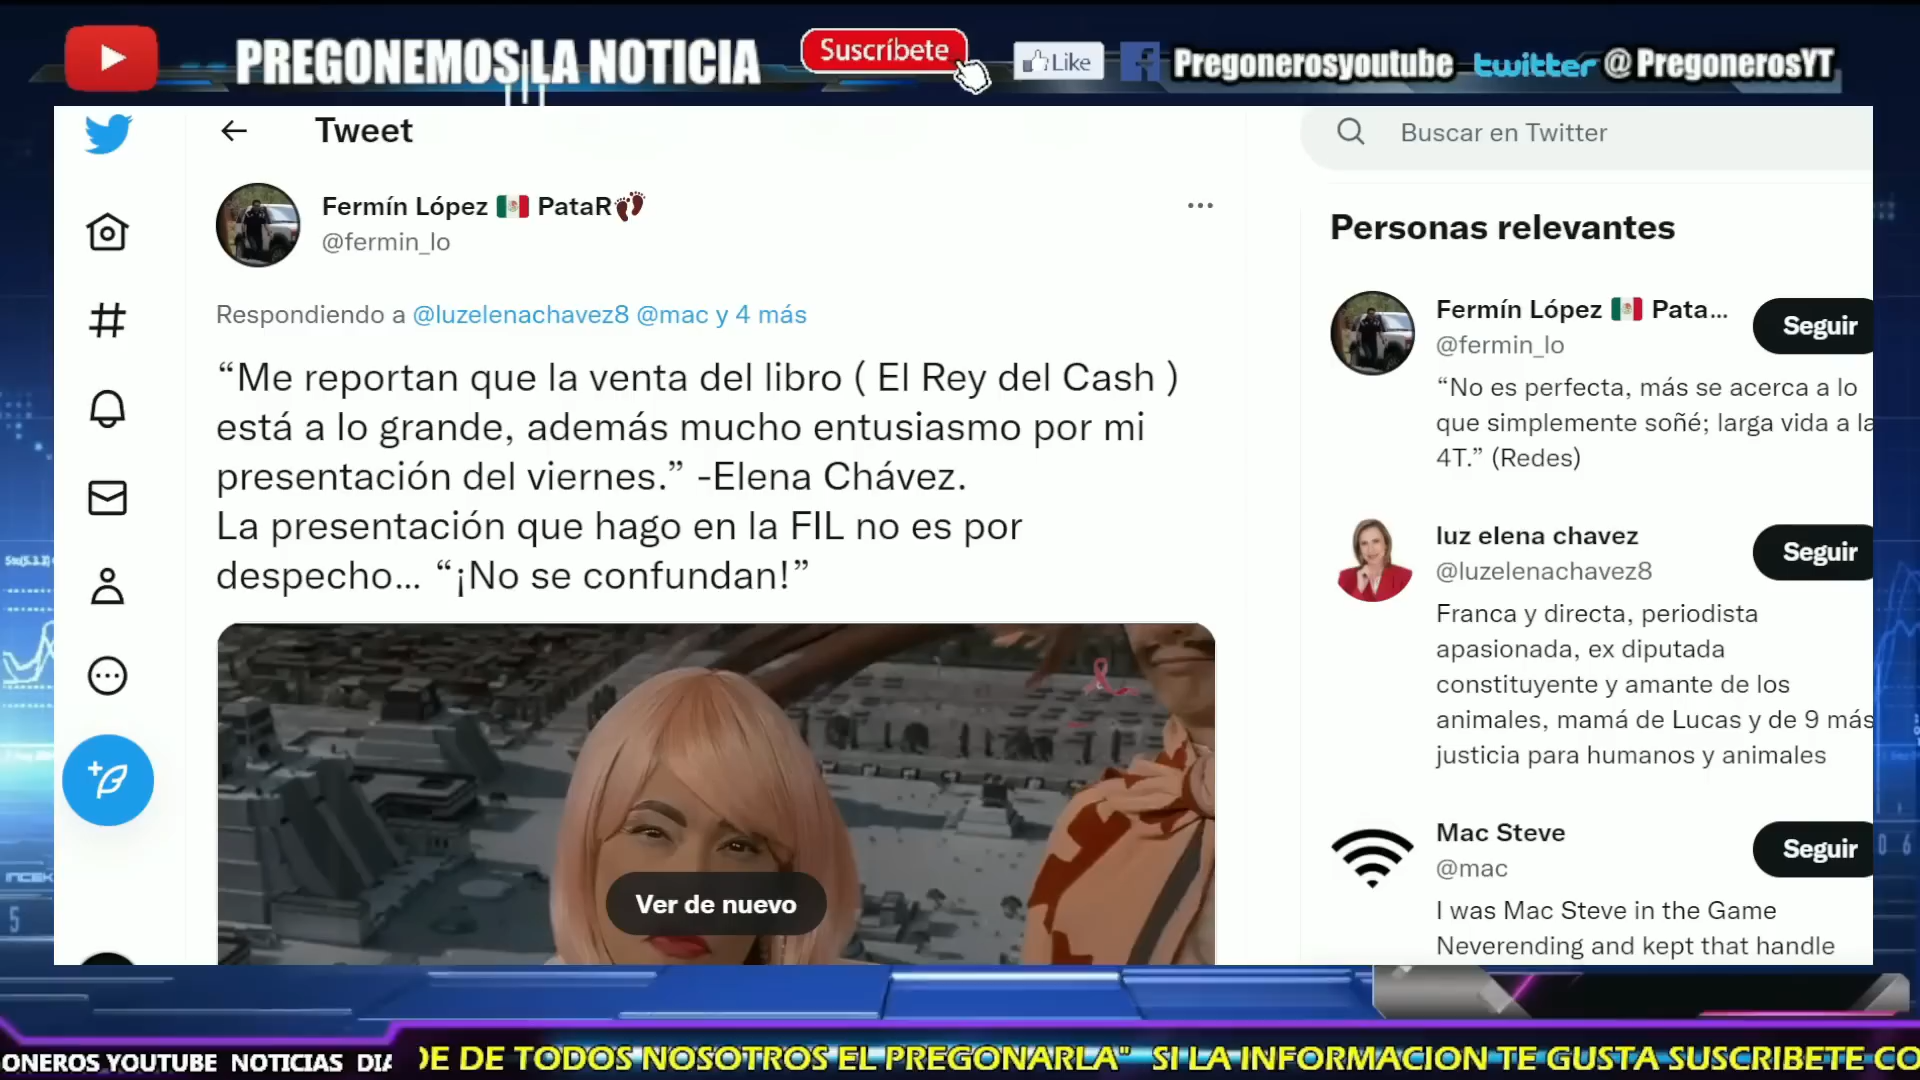 PREGONEMOS LA NOTICIA
Suscríbete
Like
Pregonerosyoutube
twitter @PregonerosYT
Tweet
Buscar en Twitter
Fermín López 🇲🇽 PataR👣
@fermin_lo
Respondiendo a @luzelenachavez8 @mac y 4 más
“Me reportan que la venta del libro ( El Rey del Cash )
está a lo grande, además mucho entusiasmo por mi
presentación del viernes.” -Elena Chávez.
La presentación que hago en la FIL no es por
despecho... “¡No se confundan!”
Ver de nuevo
Personas relevantes
Fermín López 🇲🇽 Pata...
@fermin_lo
Seguir
“No es perfecta, más se acerca a lo
que simplemente soñé; larga vida a la
4T.” (Redes)
luz elena chavez
@luzelenachavez8
Seguir
Franca y directa, periodista
apasionada, ex diputada
constituyente y amante de los
animales, mamá de Lucas y de 9 más
justicia para humanos y animales
Mac Steve
@mac
Seguir
I was Mac Steve in the Game
Neverending and kept that handle
ONEROS YOUTUBE NOTICIAS DIA
DE DE TODOS NOSOTROS EL PREGONARLA" SI LA INFORMACION TE GUSTA SUSCRIBETE CO